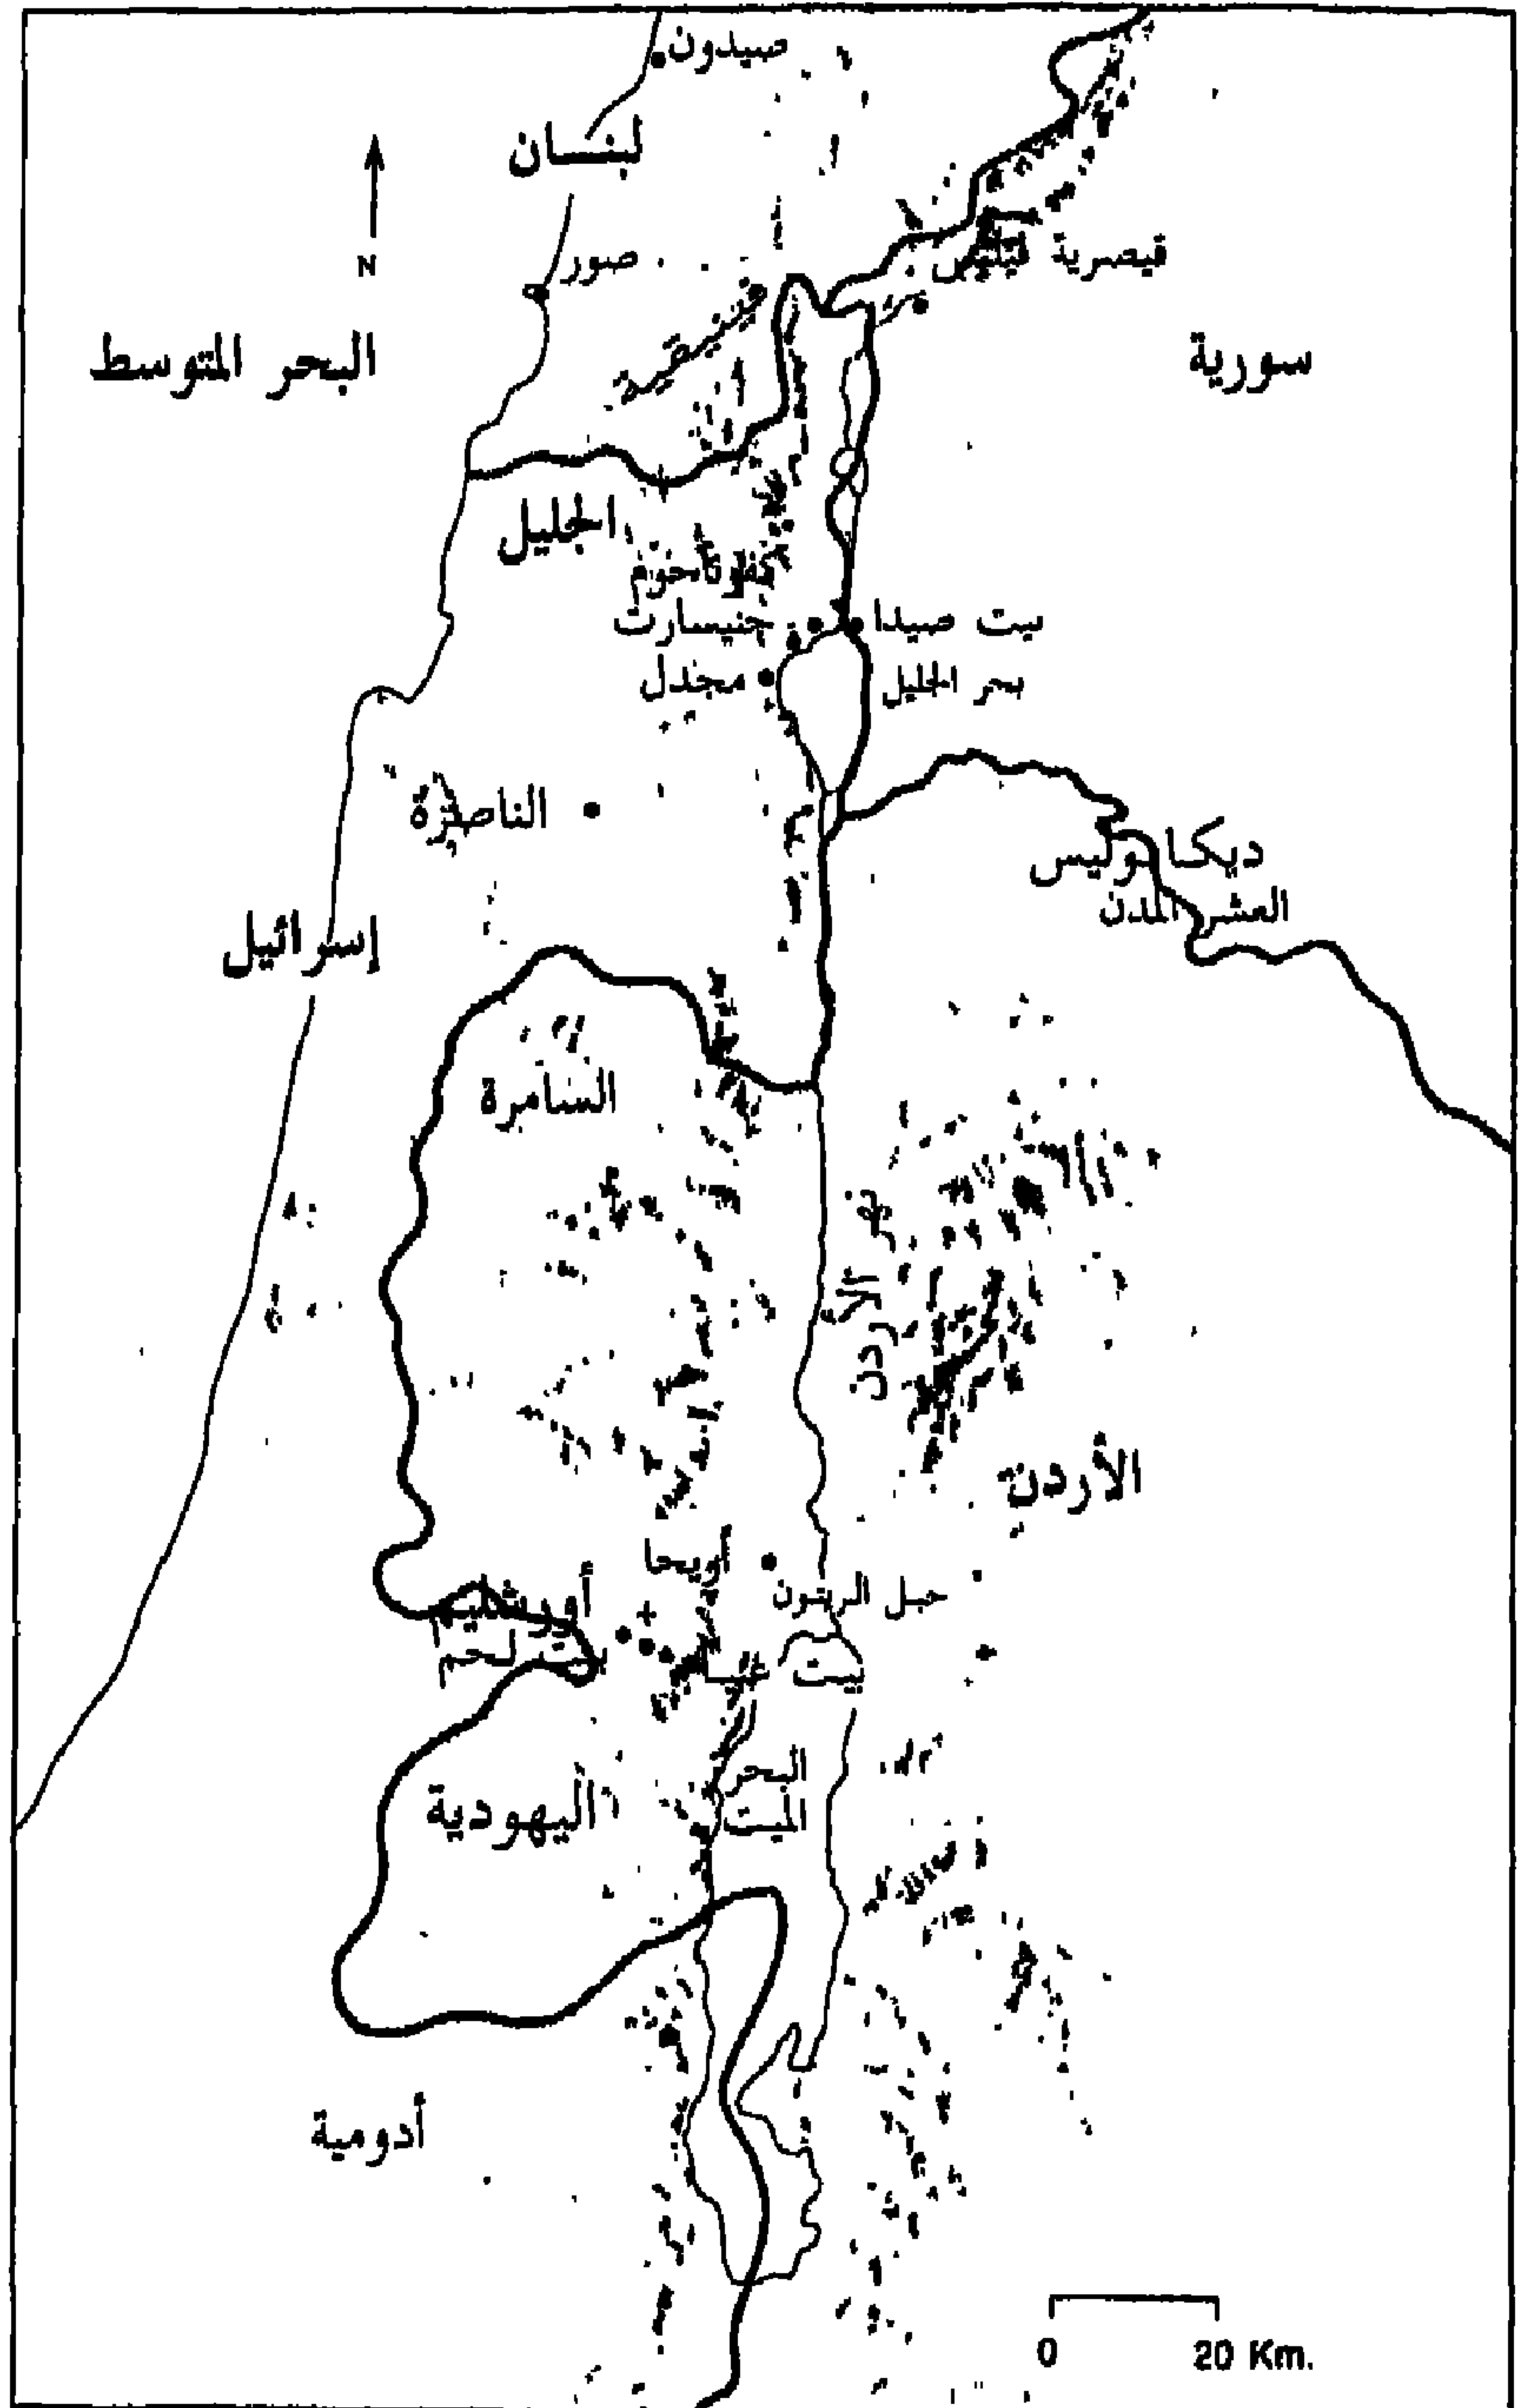 صيدون
لبنان
N
صور
قيصرية فيلبس
فينيقية
البحر المتوسط
سورية
الجليل
كفرناحوم
جنيسارت
بيت صيدا
مجدل
بحر الجليل
الناصرة
ديكابوليس
العشر المدن
إسرائيل
السامرة
نهر الأردن
الأردن
أريحا
جبل الزيتون
أورشليم
بيت لحم
بيت عنيا
البحر
الميت
اليهودية
أدومية
0 20 Km.